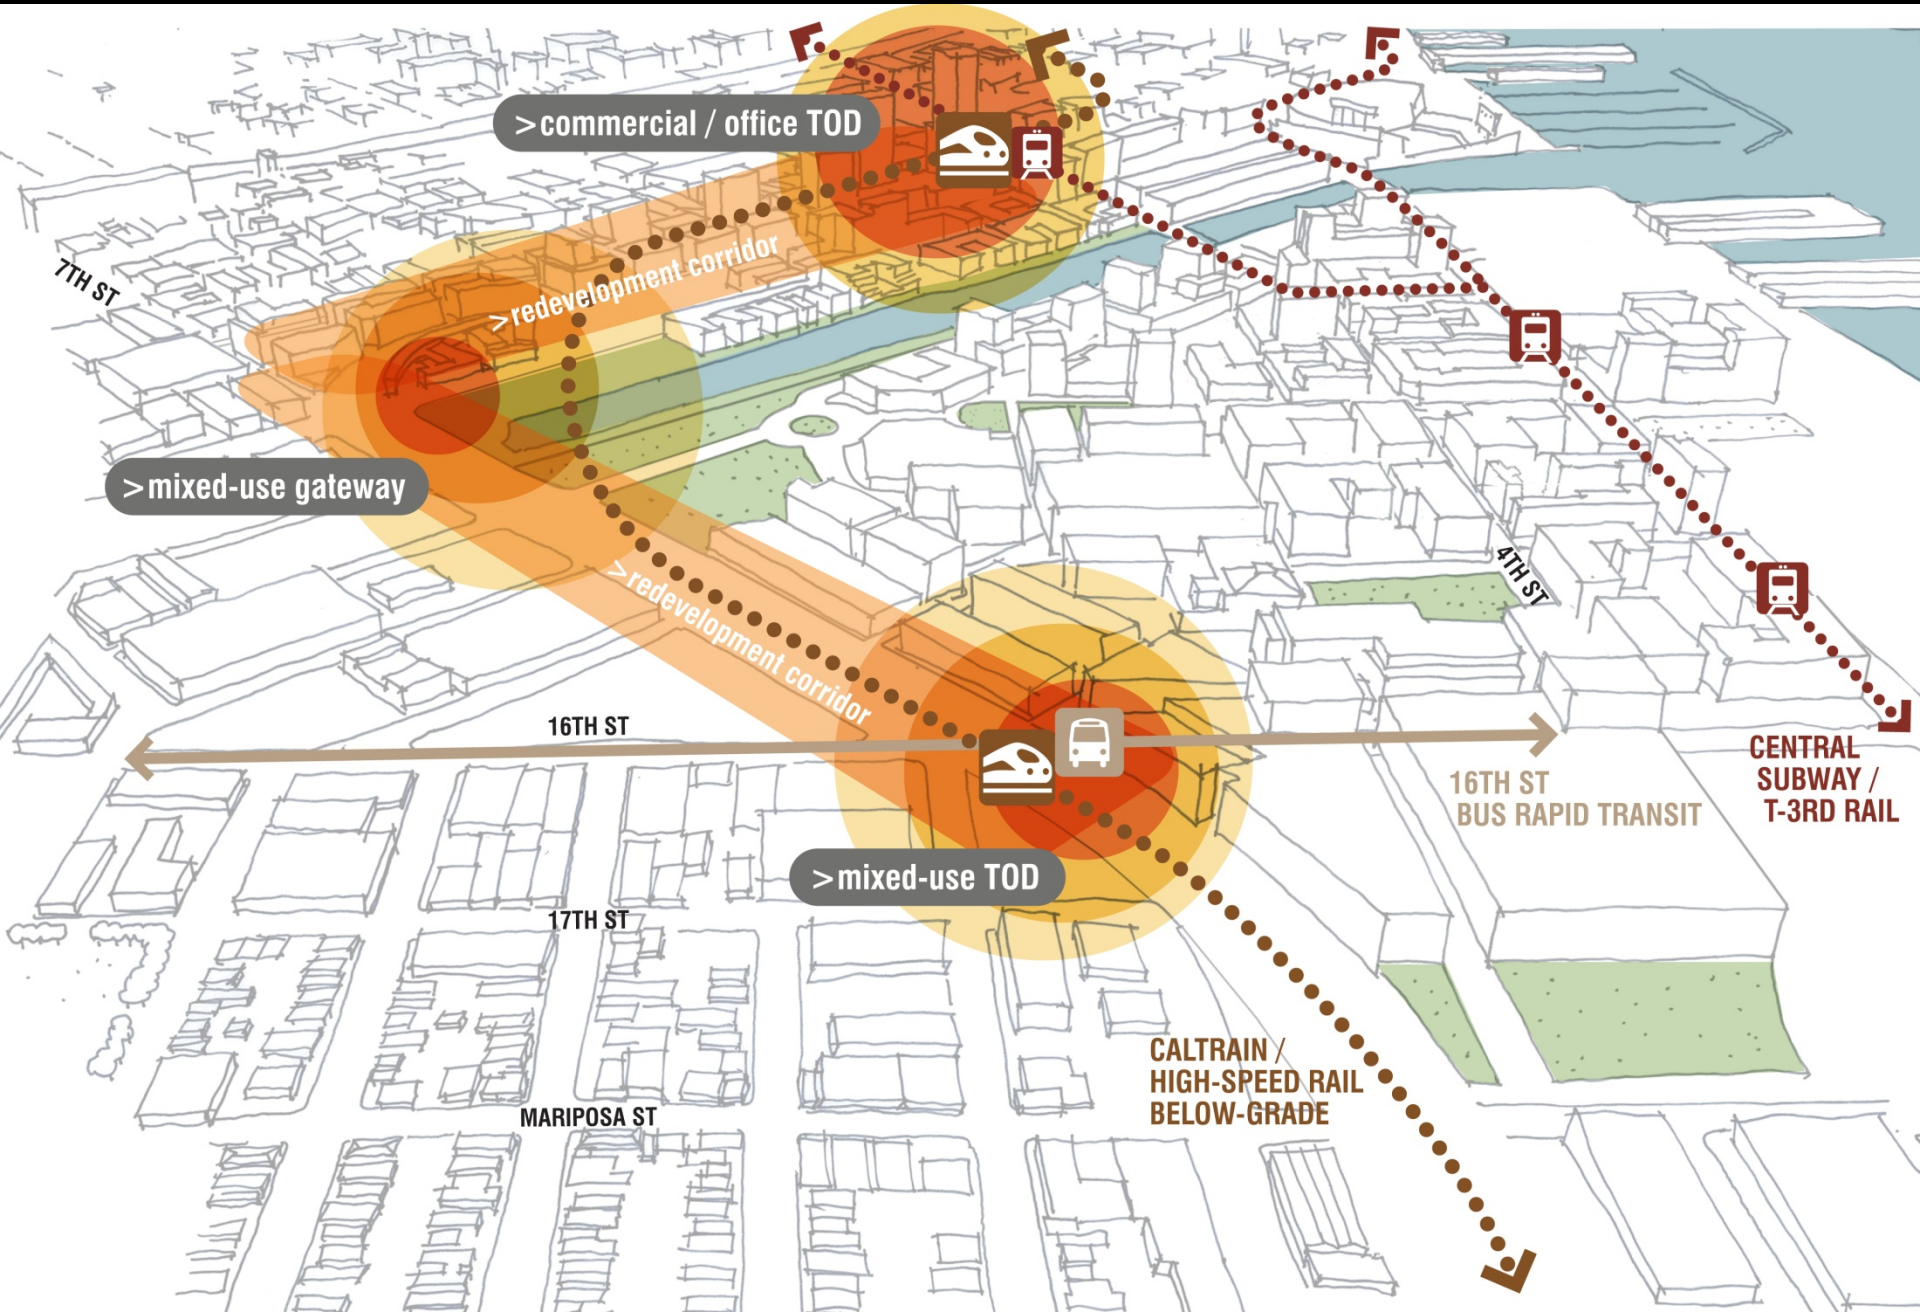 >commercial / office TOD
>redevelopment corridor
7TH ST
>mixed-use gateway
>redevelopment corridor
4TH ST
16TH ST
CENTRAL
SUBWAY /
T-3RD RAIL
16TH ST
BUS RAPID TRANSIT
>mixed-use TOD
17TH ST
CALTRAIN /
HIGH-SPEED RAIL
BELOW-GRADE
MARIPOSA ST